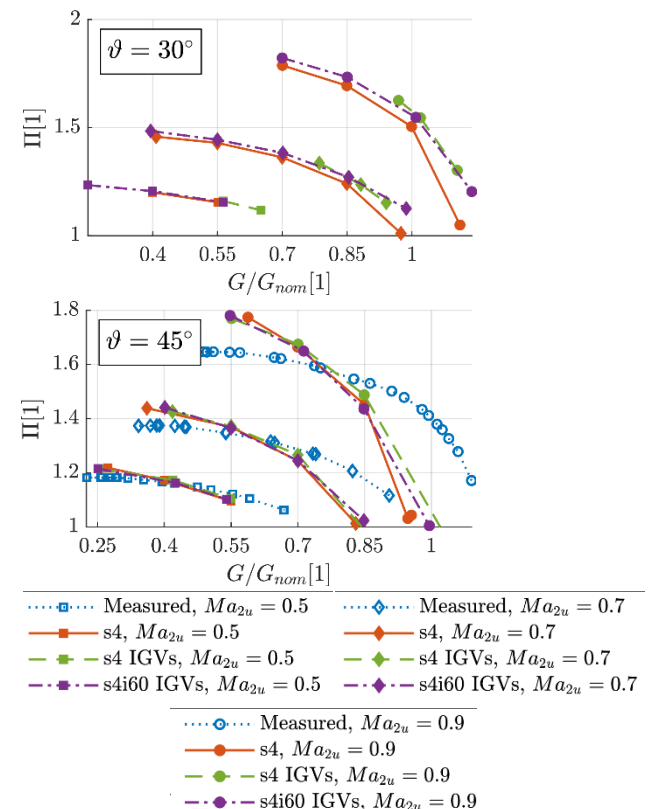 2
ϑ = 30°
1.5
Π[1]
1
0.4 0.55 0.7 0.85 1
G/G_nom[1]
1.8
ϑ = 45°
1.6
1.4
Π[1]
1.2
1
0.25 0.4 0.55 0.7 0.85 1
G/G_nom[1]
Measured, Ma_2u = 0.5
s4, Ma_2u = 0.5
s4 IGVs, Ma_2u = 0.5
s4i60 IGVs, Ma_2u = 0.5
Measured, Ma_2u = 0.7
s4, Ma_2u = 0.7
s4 IGVs, Ma_2u = 0.7
s4i60 IGVs, Ma_2u = 0.7
Measured, Ma_2u = 0.9
s4, Ma_2u = 0.9
s4 IGVs, Ma_2u = 0.9
s4i60 IGVs, Ma_2u = 0.9